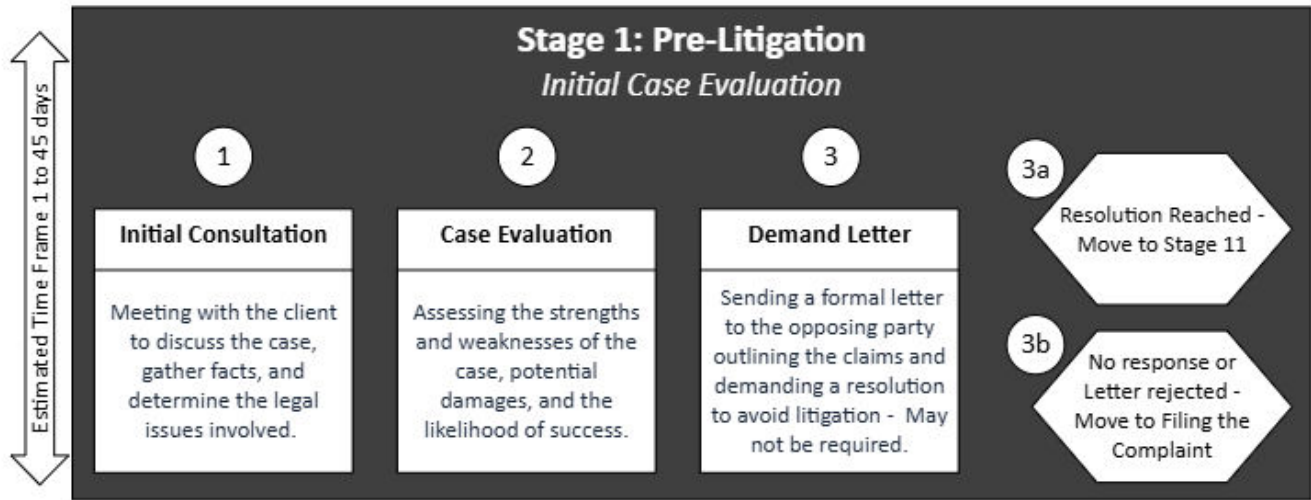 Estimated Time Frame 1 to 45 days
Stage 1: Pre-Litigation
Initial Case Evaluation
1
Initial Consultation
Meeting with the client
to discuss the case,
gather facts, and
determine the legal
issues involved.
2
Case Evaluation
Assessing the strengths
and weaknesses of the
case, potential
damages, and the
likelihood of success.
3
Demand Letter
Sending a formal letter
to the opposing party
outlining the claims and
demanding a resolution
to avoid litigation - May
not be required.
3a
Resolution Reached -
Move to Stage 11
3b
No response or
Letter rejected -
Move to Filing the
Complaint